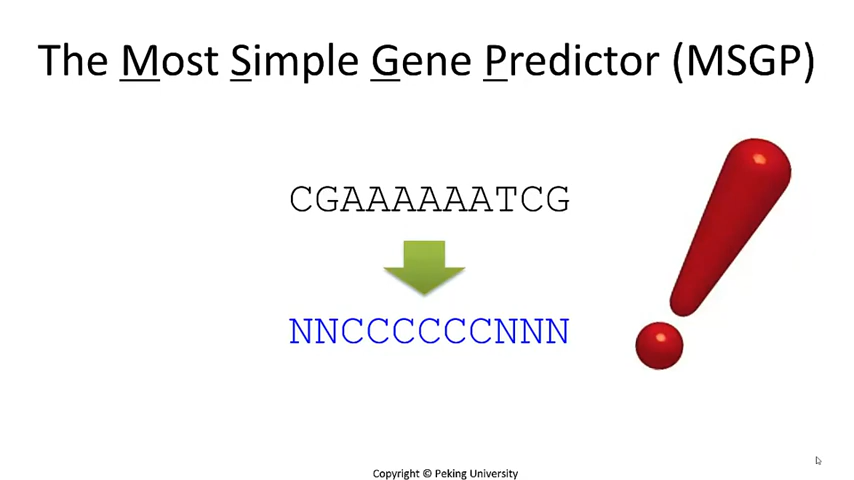 The Most Simple Gene Predictor (MSGP)
CGAAAAAATCG
NNCCCCCCNNN
Copyright © Peking University